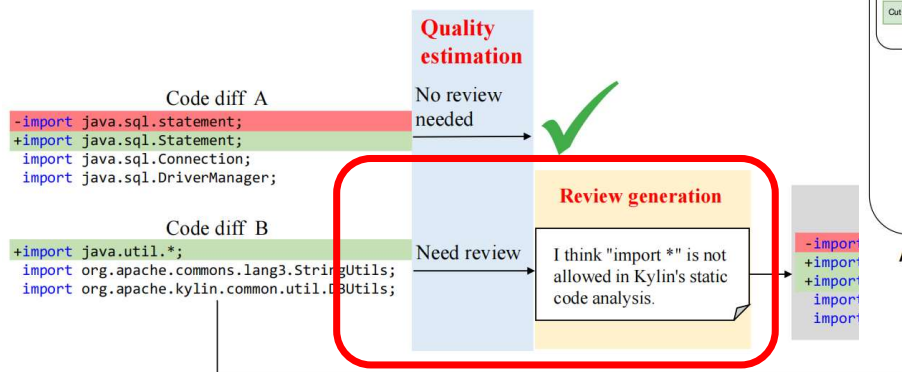 Cut
Quality
estimation
Code diff A
No review
needed
-import java.sql.statement;
+import java.sql.Statement;
import java.sql.Connection;
import java.sql.DriverManager;
Review generation
Code diff B
+import java.util.*;
import org.apache.commons.lang3.StringUtils;
import org.apache.kylin.common.util.DBUtils;
Need review
I think "import *" is not
allowed in Kylin's static
code analysis.
-import
+import
+import
import
import